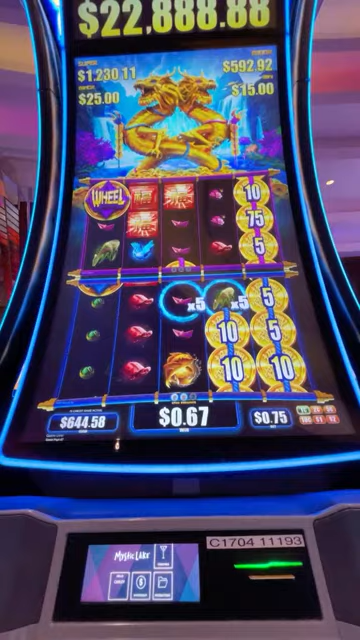 $22,888.88
SUPER
$1,230.11
$592.92
$25.00
$15.00
WHEEL
10
75
5
x5
x5
5
10
5
10
10
$644.58
$0.67
$0.75
MYSTIC LAKE
C1704 11193